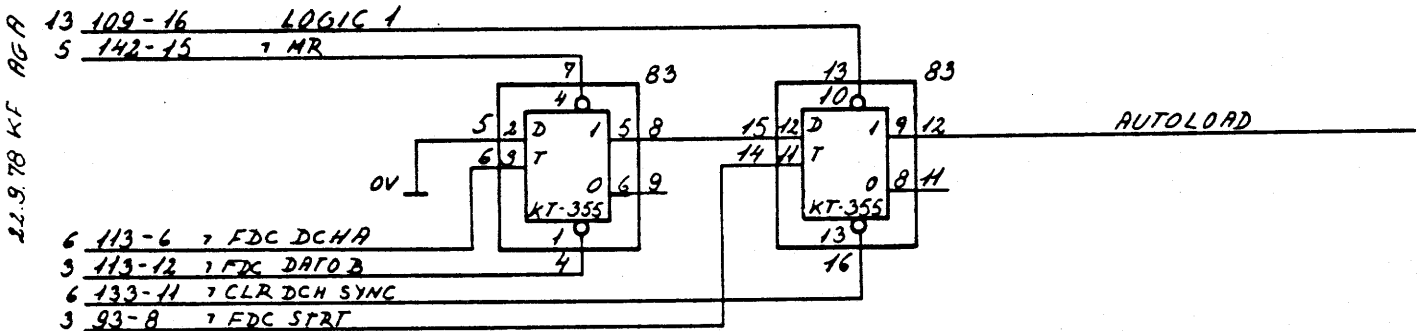 13 109-16 LOGIC 1
5 142-15 ¬ MR
22.9.78 KF AGA
7 83 13 83
4 10
5 2 D 1 5 8 15 12 D 1 9 12 AUTOLOAD
6 3 T 14 11 T
0V
0 6 9 0 8 11
KT-355 KT-355
1 13
4 16
6 113-6 ¬ FDC DCHA
3 113-12 ¬ FDC DATOB
6 133-11 ¬ CLR DCH SYNC
3 93-8 ¬ FDC STRT